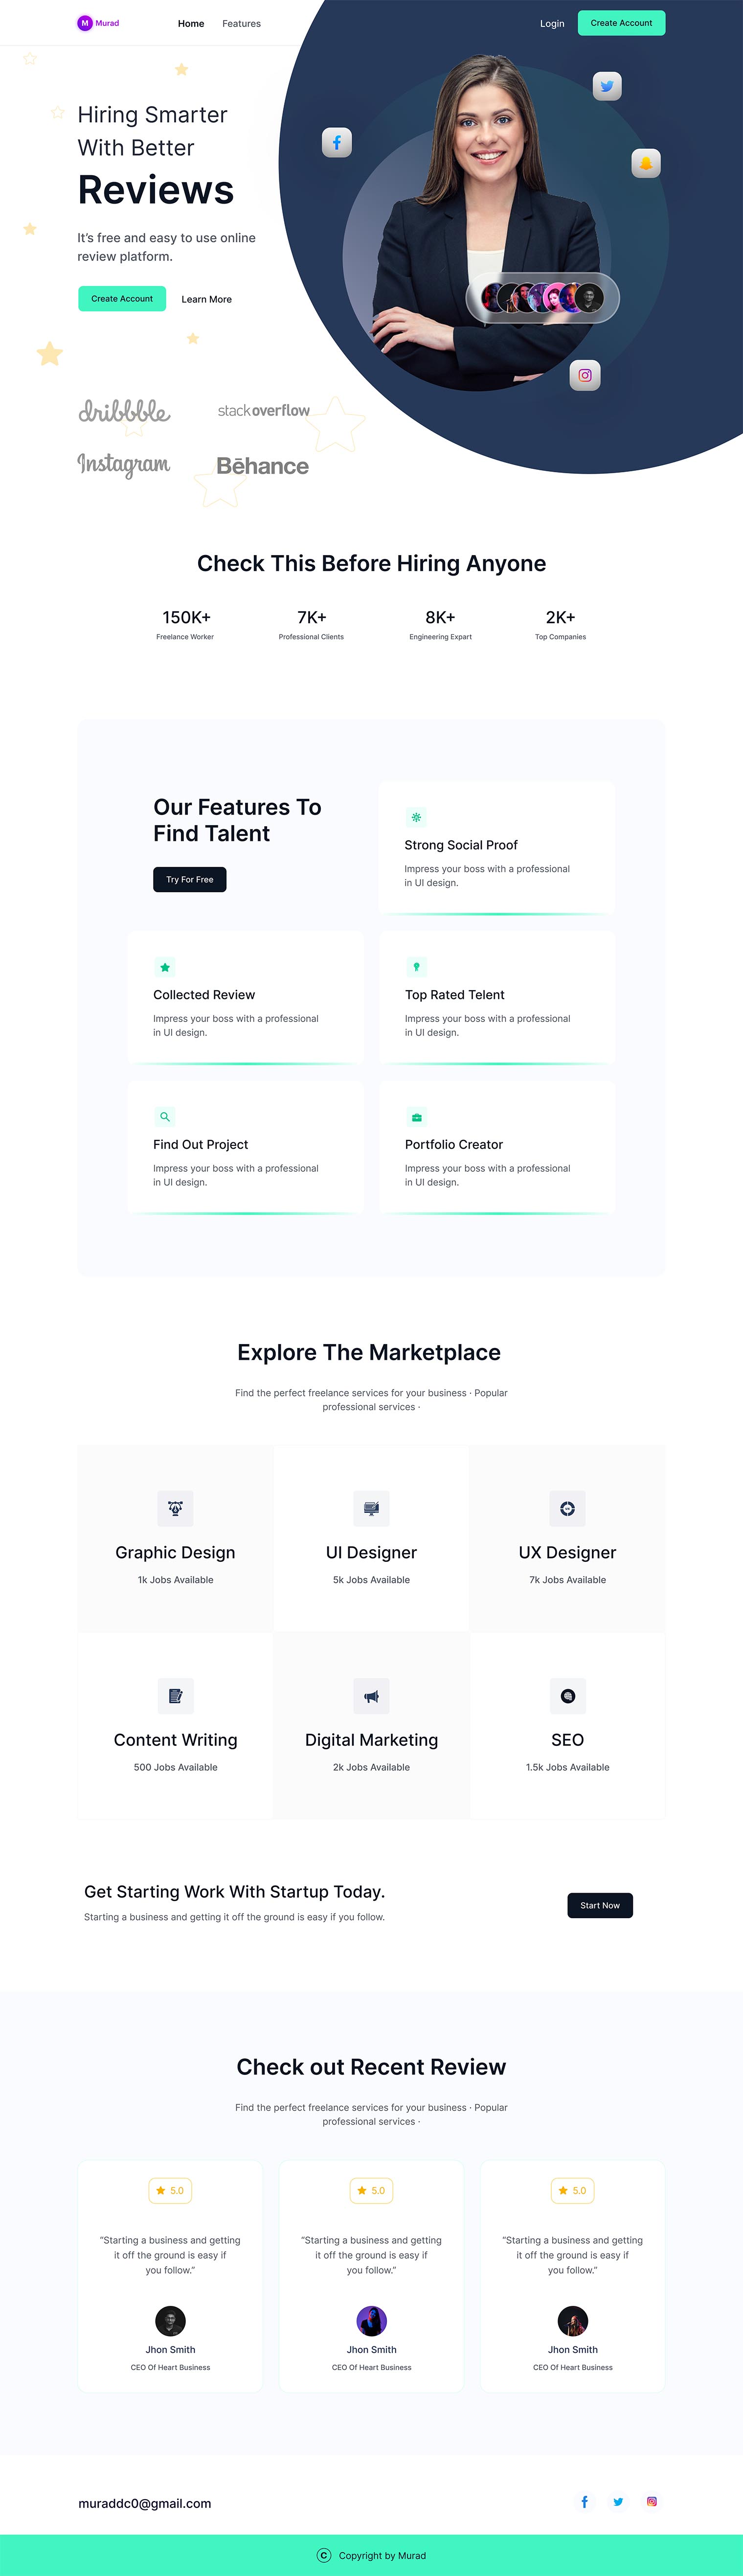 M Murad
Home
Features
Login
Create Account
Hiring Smarter
With Better
Reviews
It’s free and easy to use online
review platform.
Create Account
Learn More
dribbble
stackoverflow
Instagram
Bēhance
Check This Before Hiring Anyone
150K+
Freelance Worker
7K+
Professional Clients
8K+
Engineering Expart
2K+
Top Companies
Our Features To
Find Talent
Try For Free
Strong Social Proof
Impress your boss with a professional
in UI design.
Collected Review
Impress your boss with a professional
in UI design.
Top Rated Talent
Impress your boss with a professional
in UI design.
Find Out Project
Impress your boss with a professional
in UI design.
Portfolio Creator
Impress your boss with a professional
in UI design.
Explore The Marketplace
Find the perfect freelance services for your business · Popular
professional services ·
Graphic Design
1k Jobs Available
UI Designer
5k Jobs Available
UX Designer
7k Jobs Available
Content Writing
500 Jobs Available
Digital Marketing
2k Jobs Available
SEO
1.5k Jobs Available
Get Starting Work With Startup Today.
Starting a business and getting it off the ground is easy if you follow.
Start Now
Check out Recent Review
Find the perfect freelance services for your business · Popular
professional services ·
5.0
“Starting a business and getting
it off the ground is easy if
you follow.”
Jhon Smith
CEO Of Heart Business
5.0
“Starting a business and getting
it off the ground is easy if
you follow.”
Jhon Smith
CEO Of Heart Business
5.0
“Starting a business and getting
it off the ground is easy if
you follow.”
Jhon Smith
CEO Of Heart Business
muraddc0@gmail.com
© Copyright by Murad